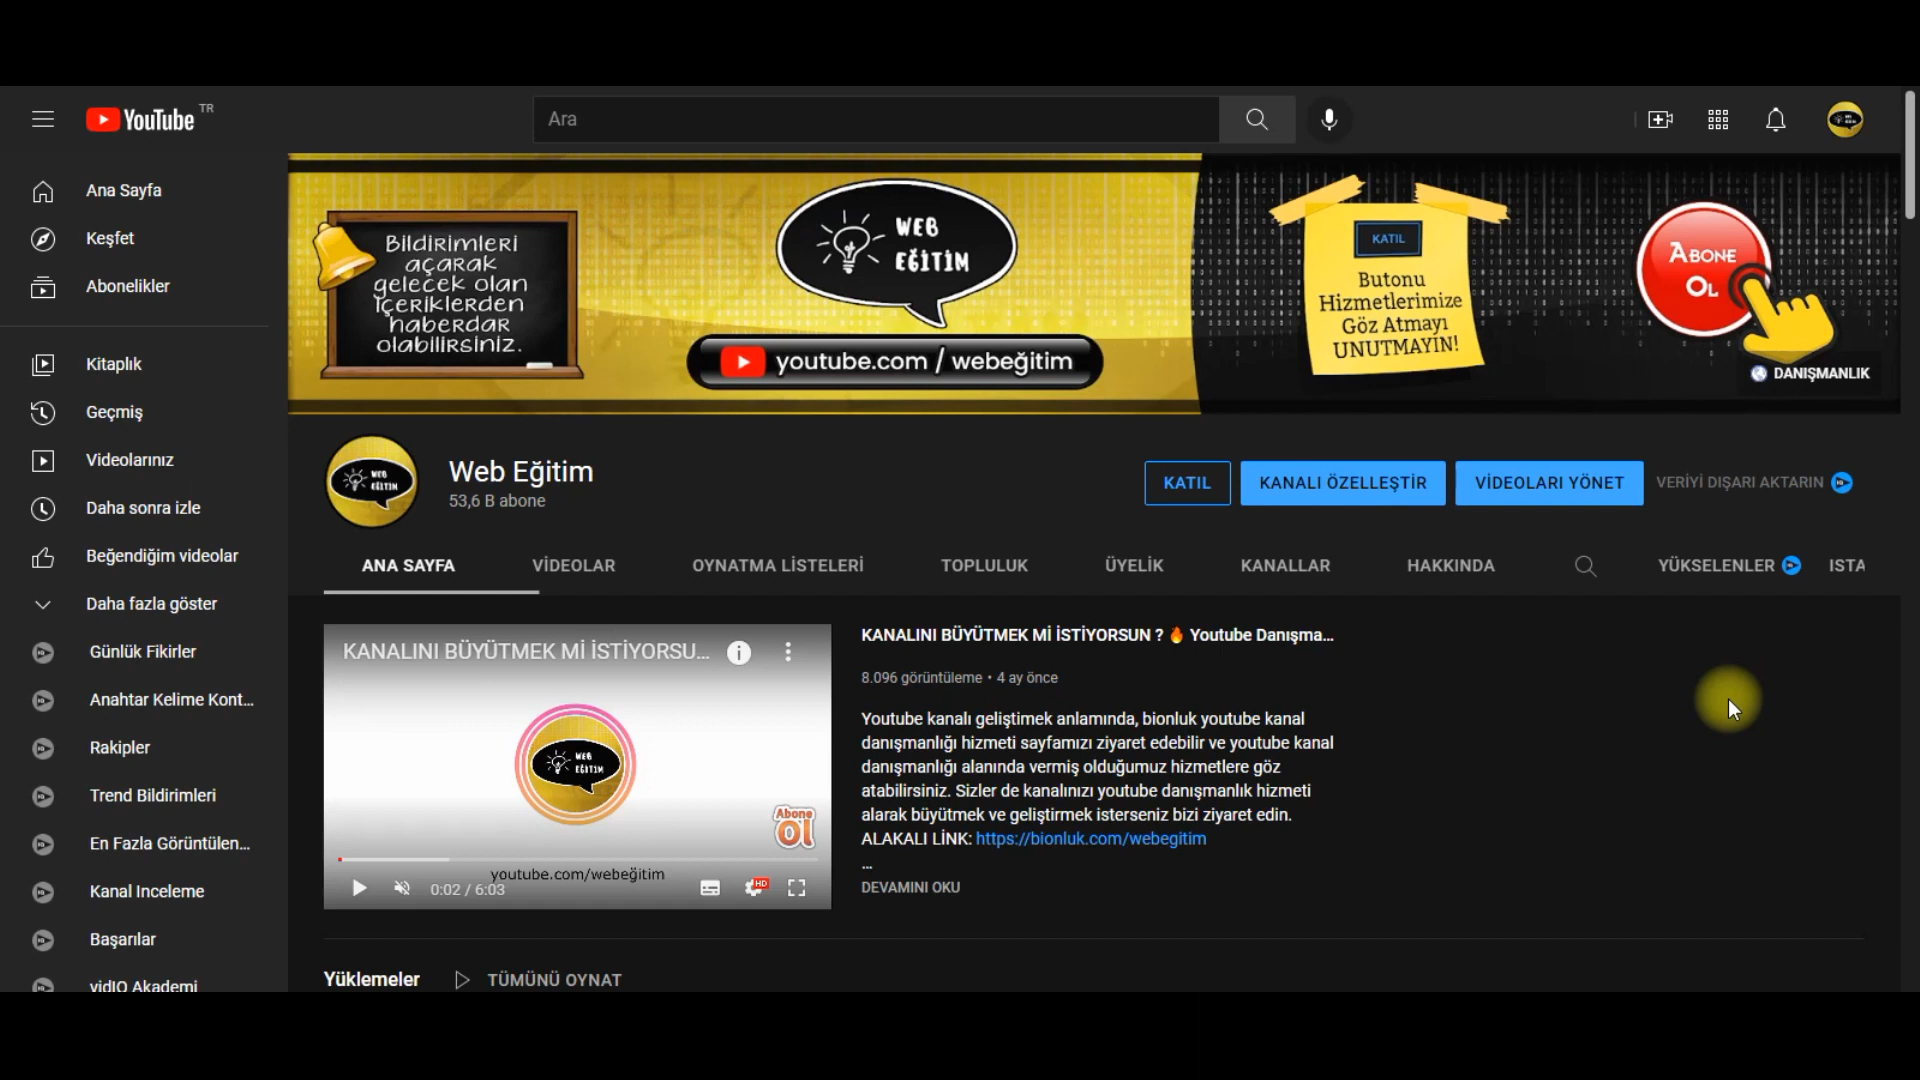 YouTube TR
Ara
Ana Sayfa
Keşfet
Abonelikler
Kitaplık
Geçmiş
Videolarınız
Daha sonra izle
Beğendiğim videolar
Daha fazla göster
Günlük Fikirler
Anahtar Kelime Kont...
Rakipler
Trend Bildirimleri
En Fazla Görüntülen...
Kanal Inceleme
Başarılar
vidIQ Akademi
Bildirimleri
açarak
gelecek olan
içeriklerden
haberdar
olabilirsiniz.
WEB
EĞİTİM
youtube.com / webeğitim
KATIL
Butonu
Hizmetlerimize
Göz Atmayı
UNUTMAYIN!
ABONE
OL
DANIŞMANLIK
WEB
EĞİTİM
Web Eğitim
53,6 B abone
KATIL
KANALI ÖZELLEŞTİR
VİDEOLARI YÖNET
VERİYİ DIŞARI AKTARIN
ANA SAYFA
VİDEOLAR
OYNATMA LİSTELERİ
TOPLULUK
ÜYELİK
KANALLAR
HAKKINDA
YÜKSELENLER
ISTA
KANALINI BÜYÜTMEK Mİ İSTİYORSU...
WEB
EĞİTİM
Abone
ol
youtube.com/webeğitim
0:02 / 6:03
HD
KANALINI BÜYÜTMEK Mİ İSTİYORSUN ? 🔥 Youtube Danışma...
8.096 görüntüleme • 4 ay önce
Youtube kanalı geliştimek anlamında, bionluk youtube kanal
danışmanlığı hizmeti sayfamızı ziyaret edebilir ve youtube kanal
danışmanlığı alanında vermiş olduğumuz hizmetlere göz
atabilirsiniz. Sizler de kanalınızı youtube danışmanlık hizmeti
alarak büyütmek ve geliştirmek isterseniz bizi ziyaret edin.
ALAKALI LİNK: https://bionluk.com/webegitim
...
DEVAMINI OKU
Yüklemeler
TÜMÜNÜ OYNAT